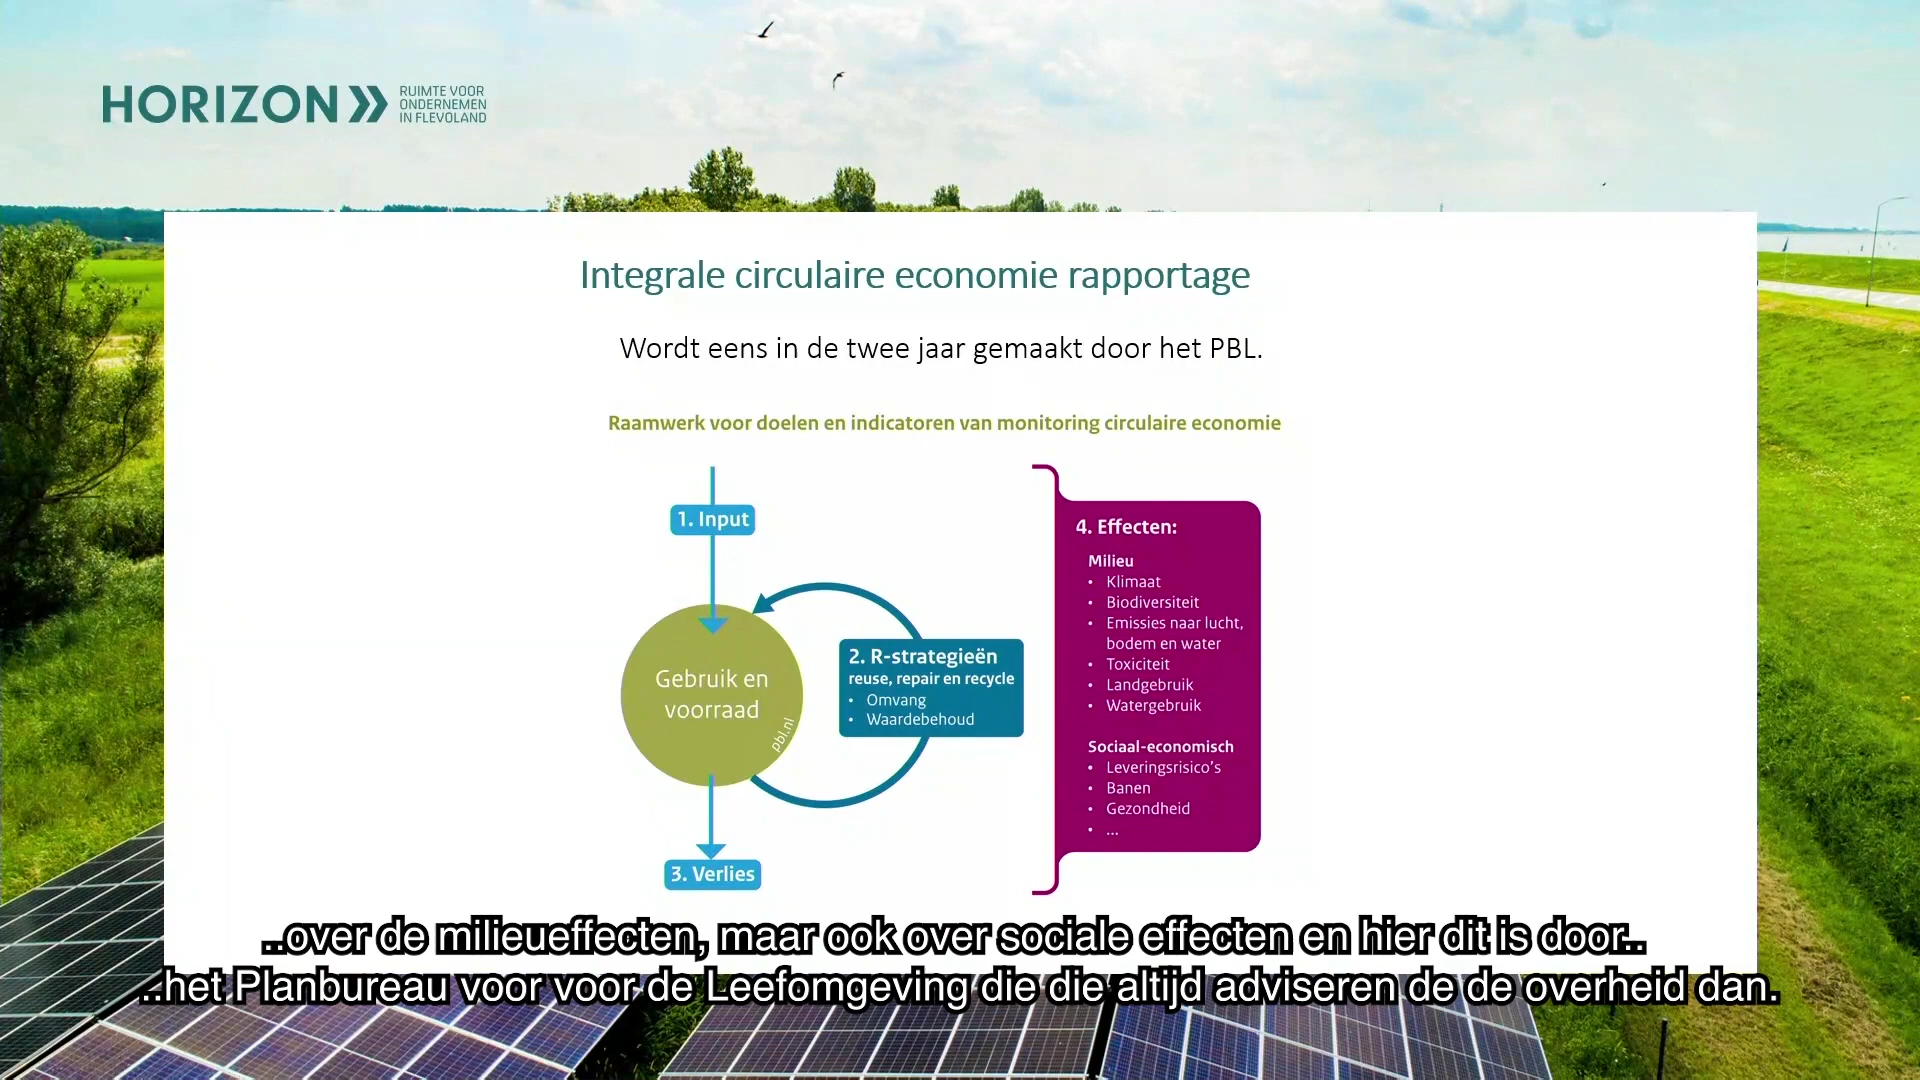 HORIZON
RUIMTE VOOR
ONDERNEMEN
IN FLEVOLAND
Integrale circulaire economie rapportage
Wordt eens in de twee jaar gemaakt door het PBL.
Raamwerk voor doelen en indicatoren van monitoring circulaire economie
1. Input
Gebruik en
voorraad
pbl.nl
2. R-strategieën
reuse, repair en recycle
• Omvang
• Waardebehoud
3. Verlies
4. Effecten:
Milieu
• Klimaat
• Biodiversiteit
• Emissies naar lucht,
bodem en water
• Toxiciteit
• Landgebruik
• Watergebruik
Sociaal-economisch
• Leveringsrisico's
• Banen
• Gezondheid
• ...
..over de milieueffecten, maar ook over sociale effecten en hier dit is door..
..het Planbureau voor voor de Leefomgeving die die altijd adviseren de de overheid dan.